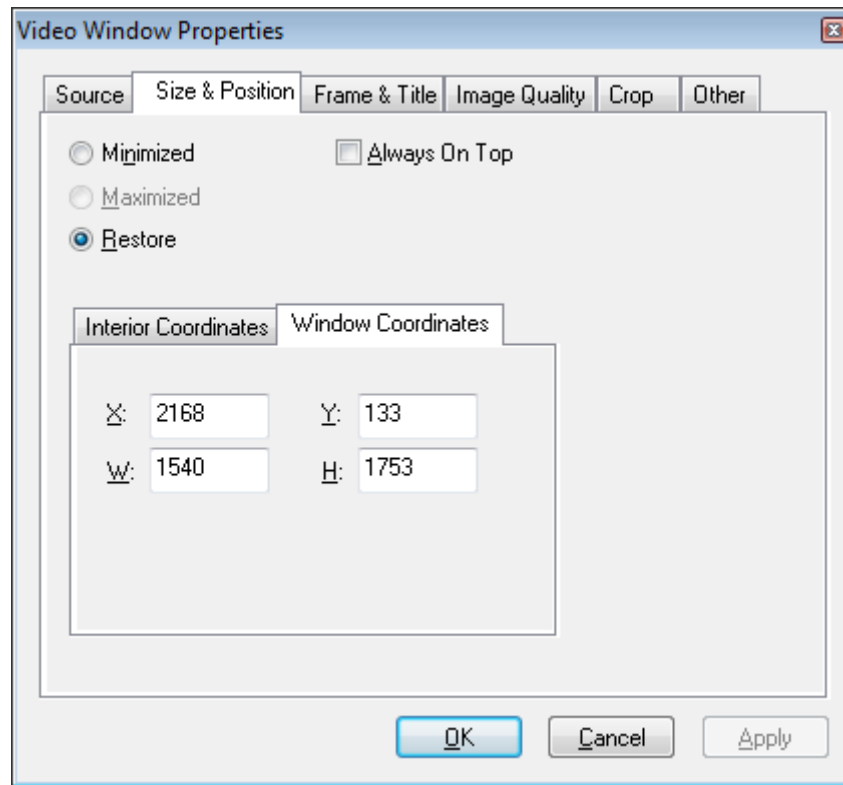 Video Window Properties
Source Size & Position Frame & Title Image Quality Crop Other
Minimized Always On Top
Maximized
Restore
Interior Coordinates Window Coordinates
X: 2168 Y: 133
W: 1540 H: 1753
OK Cancel Apply